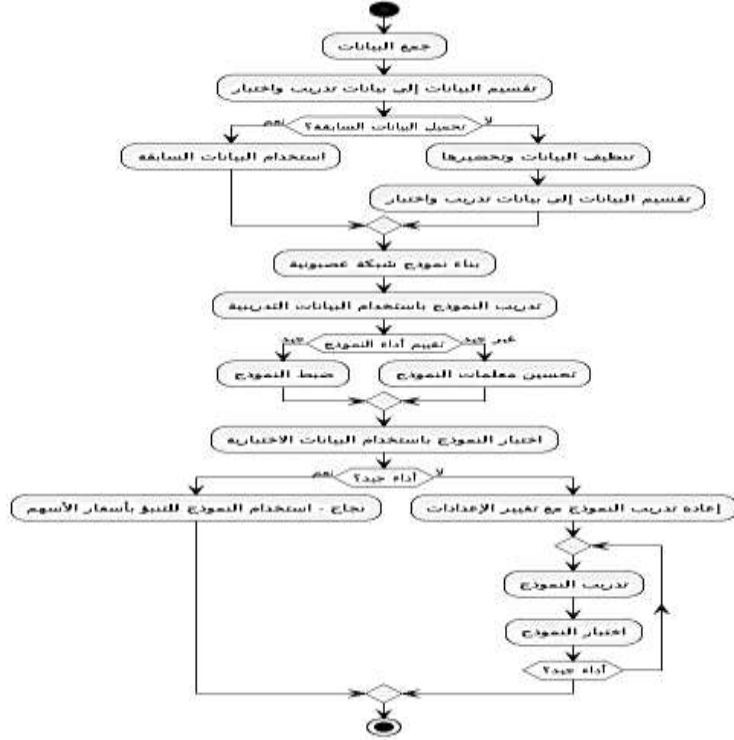 جمع البيانات
تقسيم البيانات إلى بيانات تدريب واختبار
تحميل البيانات السابقة؟
نعم
لا
استخدام البيانات السابقة
تنظيف البيانات وتحضيرها
تقسيم البيانات إلى بيانات تدريب واختبار
بناء نموذج شبكة عصبونية
تدريب النموذج باستخدام البيانات التدريبية
تقييم أداء النموذج
جيد
غير جيد
ضبط النموذج
تحسين معلمات النموذج
اختبار النموذج باستخدام البيانات الاختبارية
أداء جيد؟
نعم
لا
نجاح - استخدام النموذج للتنبؤ بأسعار الأسهم
إعادة تدريب النموذج مع تغيير الإعدادات
تدريب النموذج
اختبار النموذج
أداء جيد؟